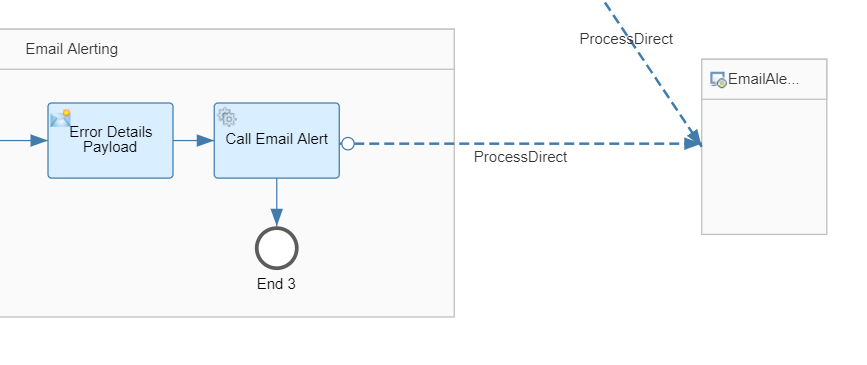 ProcessDirect
Email Alerting
EmailAle...
Error Details
Payload
Call Email Alert
ProcessDirect
End 3